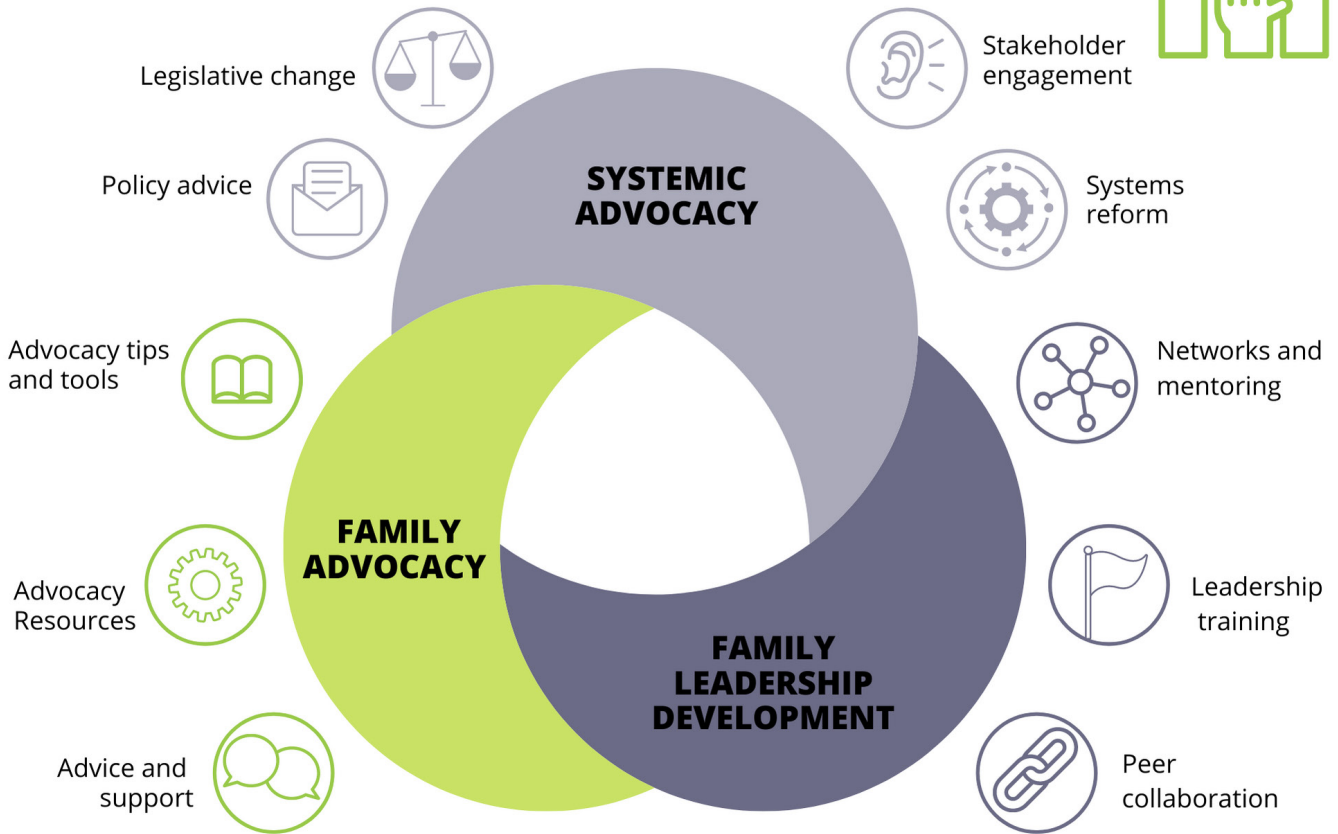 Legislative change
Stakeholder
engagement
Policy advice
SYSTEMIC
ADVOCACY
Systems
reform
Advocacy tips
and tools
Networks and
mentoring
FAMILY
ADVOCACY
Advocacy
Resources
Leadership
training
FAMILY
LEADERSHIP
DEVELOPMENT
Advice and
support
Peer
collaboration